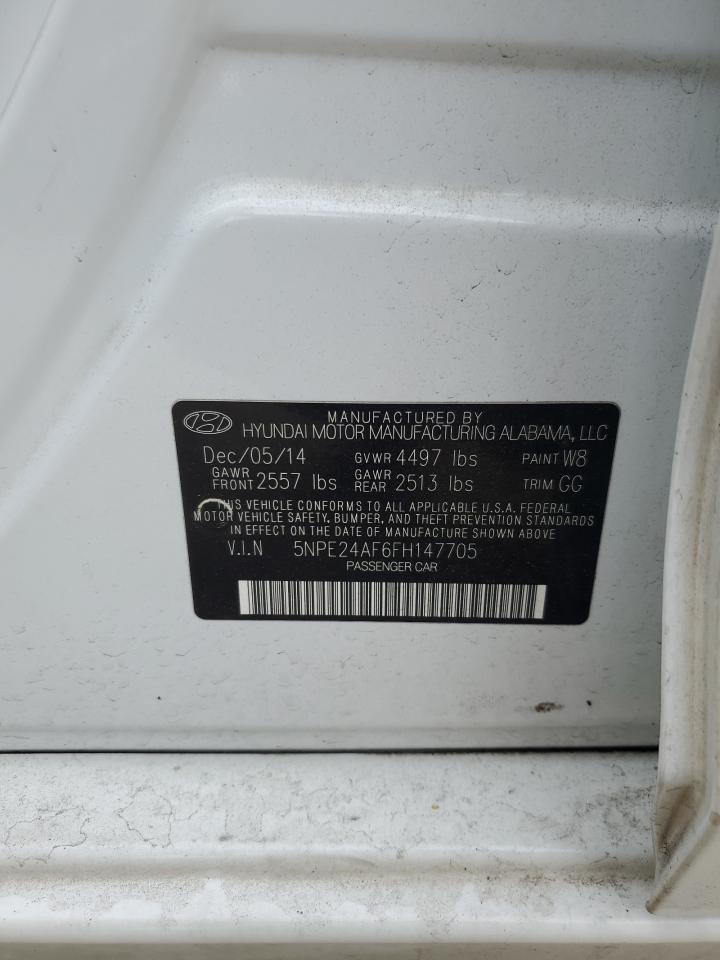 MANUFACTURED BY
HYUNDAI MOTOR MANUFACTURING ALABAMA, LLC
Dec/05/14 GVWR 4497 lbs PAINT W8
GAWR FRONT 2557 lbs GAWR REAR 2513 lbs TRIM GG
THIS VEHICLE CONFORMS TO ALL APPLICABLE U.S.A. FEDERAL
MOTOR VEHICLE SAFETY, BUMPER, AND THEFT PREVENTION STANDARDS
IN EFFECT ON THE DATE OF MANUFACTURE SHOWN ABOVE
V.I.N 5NPE24AF6FH147705
PASSENGER CAR